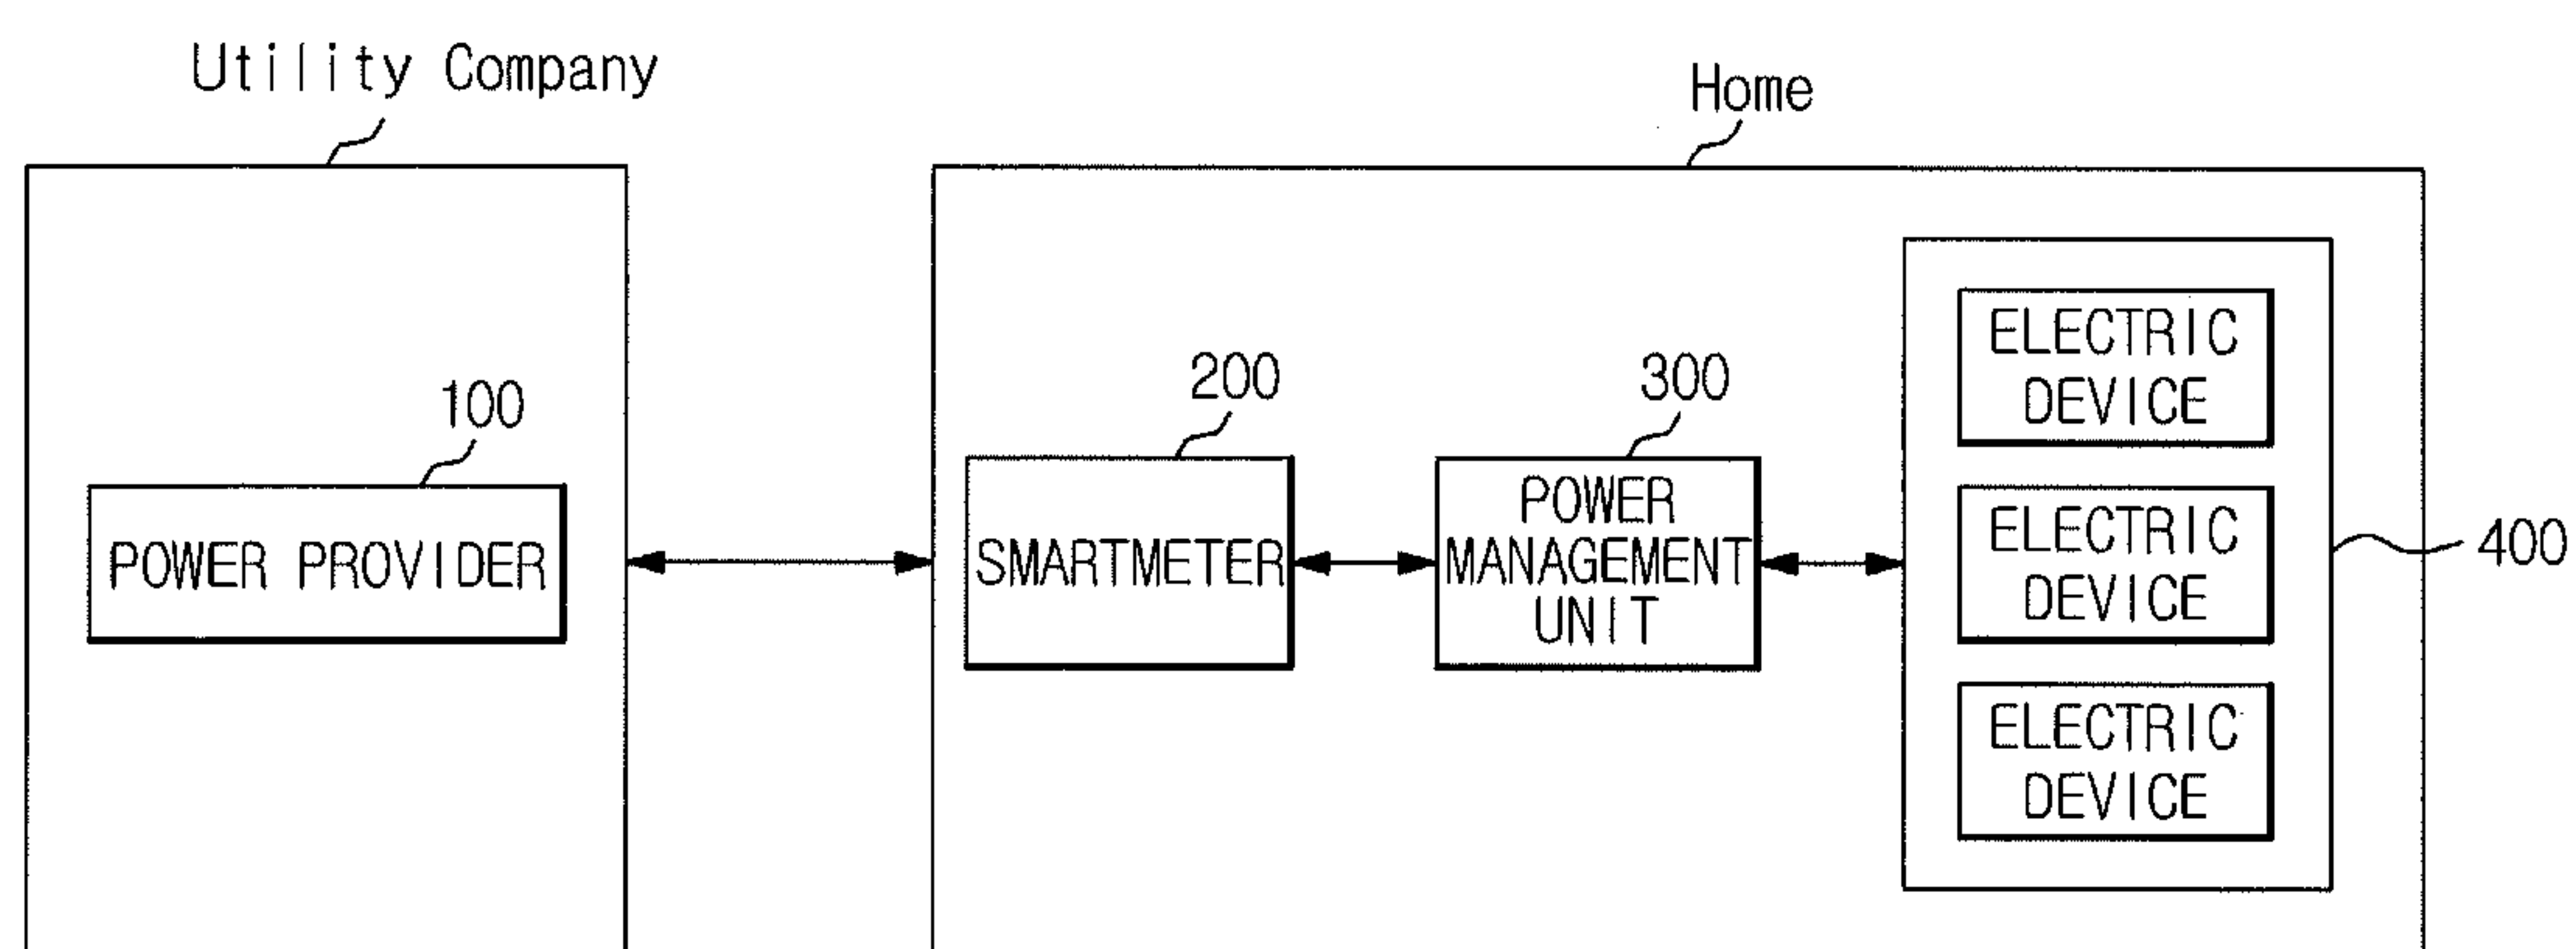 Utility Company
Home
100
POWER PROVIDER
200
SMARTMETER
300
POWER
MANAGEMENT
UNIT
ELECTRIC
DEVICE
ELECTRIC
DEVICE
ELECTRIC
DEVICE
400